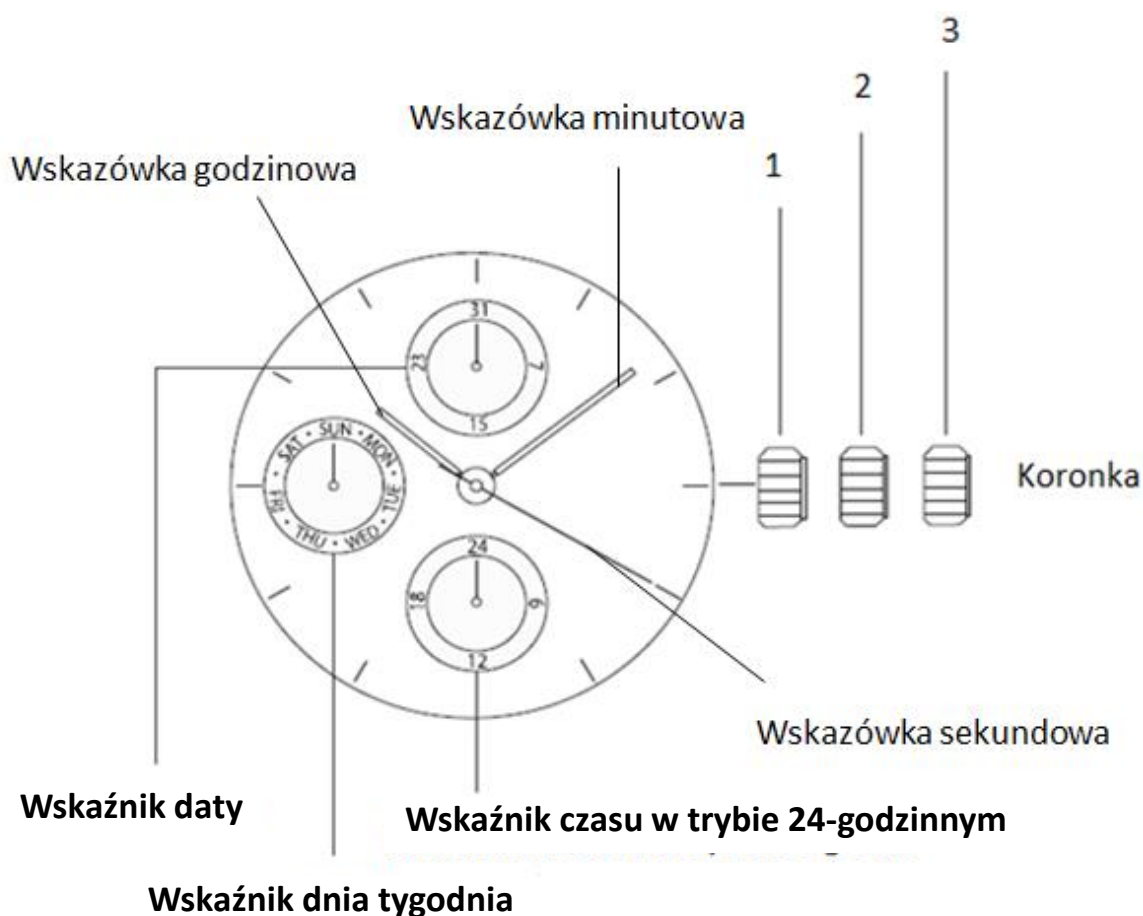 3
2
Wskazówka minutowa
1
Wskazówka godzinowa
31
23
7
15
SAT • SUN • MON • TUE • WED • THU • FRI •
Koronka
24
18
6
12
Wskazówka sekundowa
Wskaźnik daty
Wskaźnik czasu w trybie 24-godzinnym
Wskaźnik dnia tygodnia